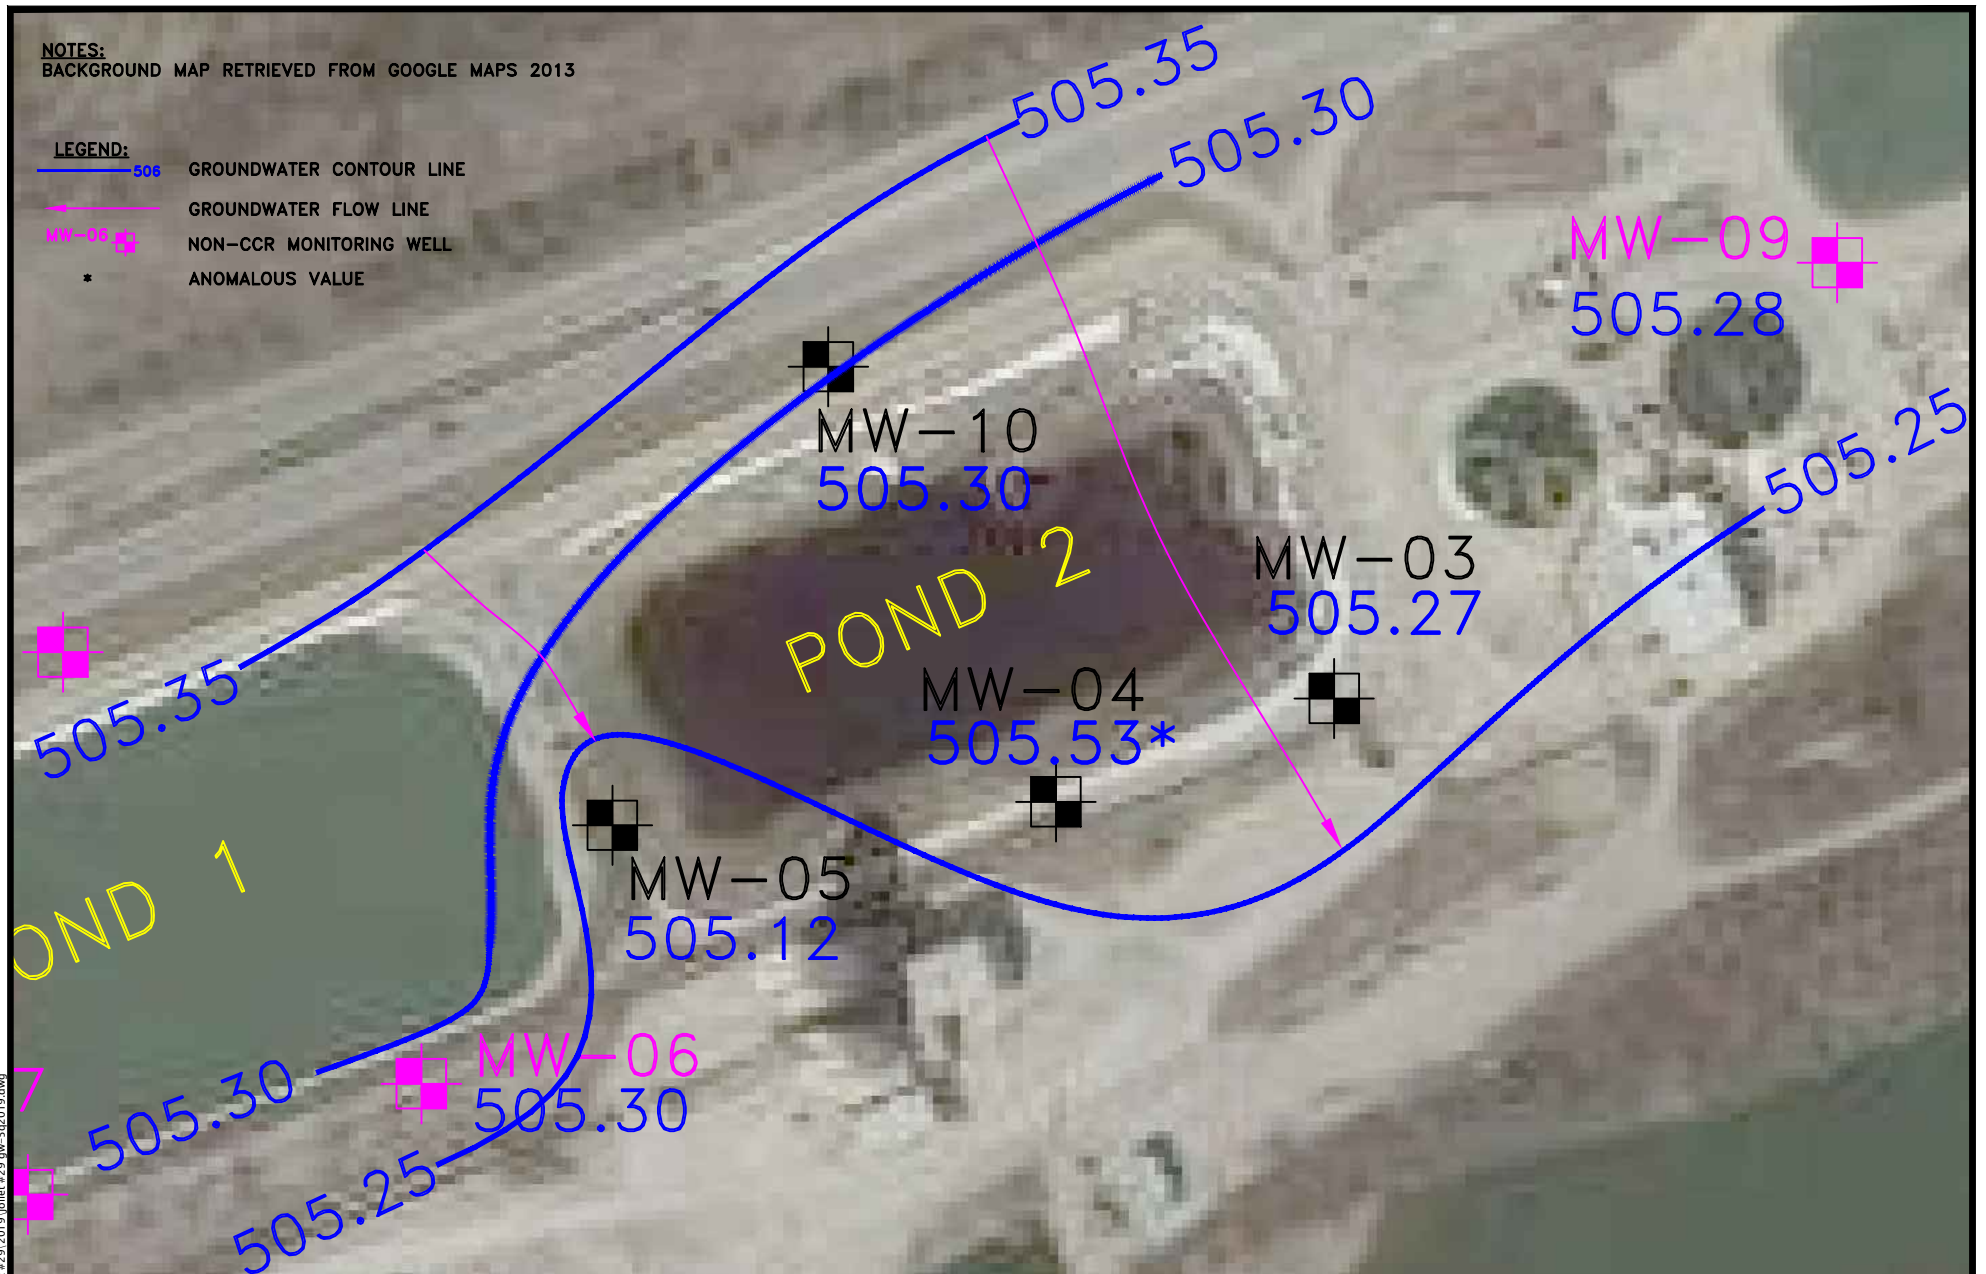 NOTES:
BACKGROUND MAP RETRIEVED FROM GOOGLE MAPS 2013
LEGEND:
506 GROUNDWATER CONTOUR LINE
GROUNDWATER FLOW LINE
MW-06 NON-CCR MONITORING WELL
* ANOMALOUS VALUE
505.35
505.30
MW-09
505.28
MW-10
505.30
505.25
POND 2
MW-03
505.27
MW-04
505.53*
505.35
MW-05
505.12
OND 1
MW-06
505.30
7
505.30
505.25